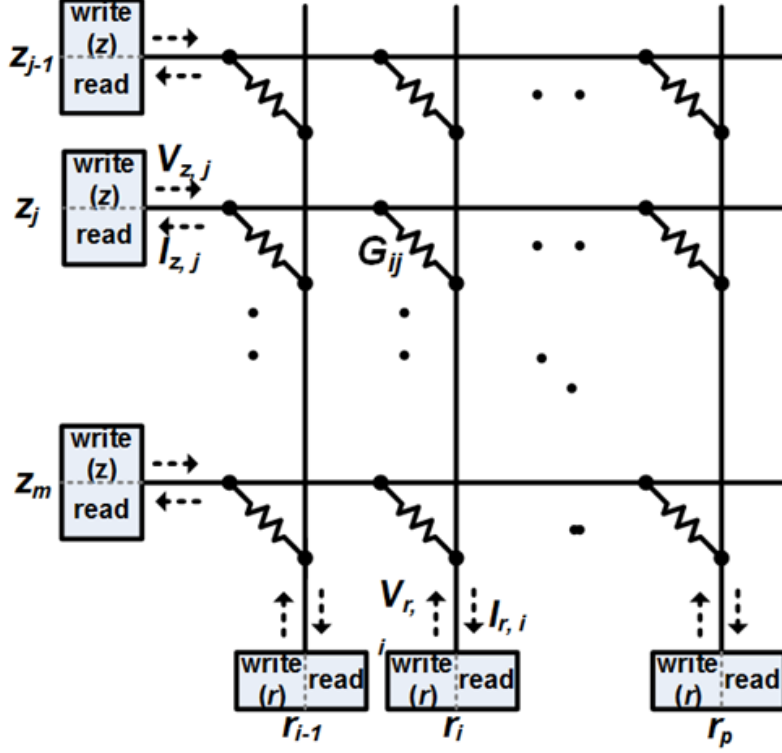 write
(z)
z_{j-1}
read
write
(z)
V_{z, j}
z_j
read
I_{z, j}
G_{ij}
write
(z)
z_m
read
V_{r, i}
I_{r, i}
write
(r)
read
write
(r)
read
write
(r)
read
r_{i-1}
r_i
r_p